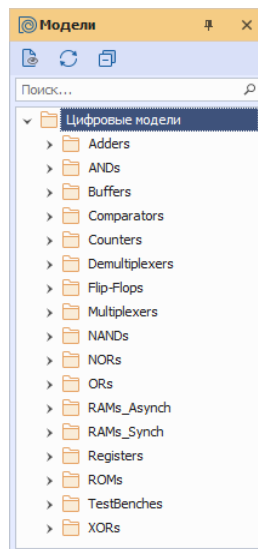 Модели
Поиск...
Цифровые модели
Adders
ANDs
Buffers
Comparators
Counters
Demultiplexers
Flip-Flops
Multiplexers
NANDs
NORs
ORs
RAMs_Asynch
RAMs_Synch
Registers
ROMs
TestBenches
XORs